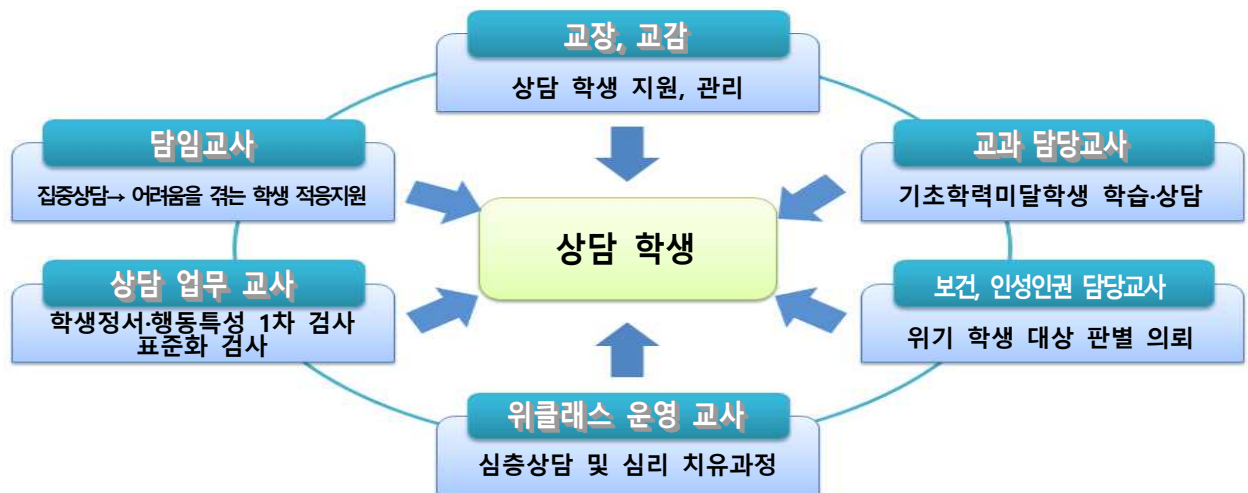 교장, 교감
상담 학생 지원, 관리
담임교사
집중상담→ 어려움을 겪는 학생 적응지원
교과 담당교사
기초학력미달학생 학습·상담
상담 학생
상담 업무 교사
학생정서·행동특성 1차 검사
표준화 검사
보건, 인성인권 담당교사
위기 학생 대상 판별 의뢰
위클래스 운영 교사
심층상담 및 심리 치유과정